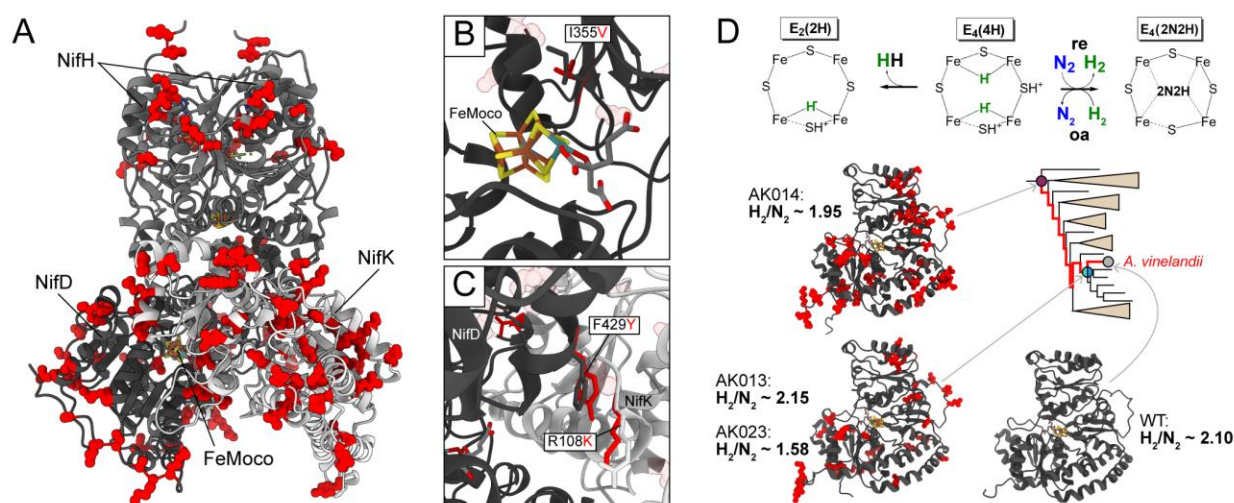 A
NifH
NifD
NifK
FeMoco
B
I355V
FeMoco
C
F429Y
NifD
NifK
R108K
D
E₂(2H)
E₄(4H)
E₄(2N2H)
S
Fe Fe
S S
H⁻
Fe Fe
SH⁺
HH
S
Fe Fe
H⁻
S SH⁺
H⁻
Fe Fe
SH⁺
re
N₂ H₂
N₂ H₂
oa
S
Fe Fe
S 2N2H S
Fe Fe
S
AK014:
H₂/N₂ ~ 1.95
A. vinelandii
AK013:
H₂/N₂ ~ 2.15
AK023:
H₂/N₂ ~ 1.58
WT:
H₂/N₂ ~ 2.10